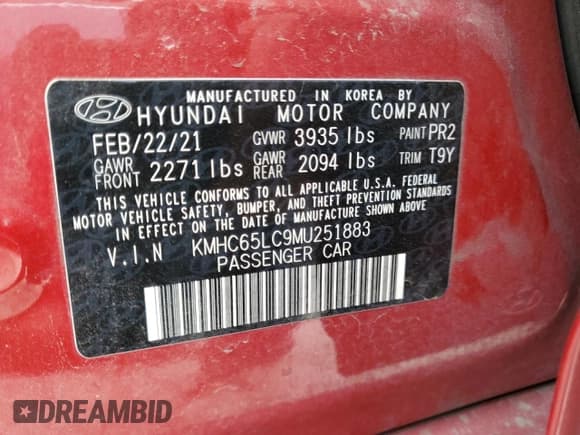 MANUFACTURED IN KOREA BY
HYUNDAI MOTOR COMPANY
FEB/22/21 GVWR 3935 lbs PAINT PR2
GAWR FRONT 2271 lbs GAWR REAR 2094 lbs TRIM T9Y
THIS VEHICLE CONFORMS TO ALL APPLICABLE U.S.A. FEDERAL
MOTOR VEHICLE SAFETY, BUMPER, AND THEFT PREVENTION STANDARDS
IN EFFECT ON THE DATE OF MANUFACTURE SHOWN ABOVE
V.I.N KMHC65LC9MU251883
PASSENGER CAR
DREAMBID